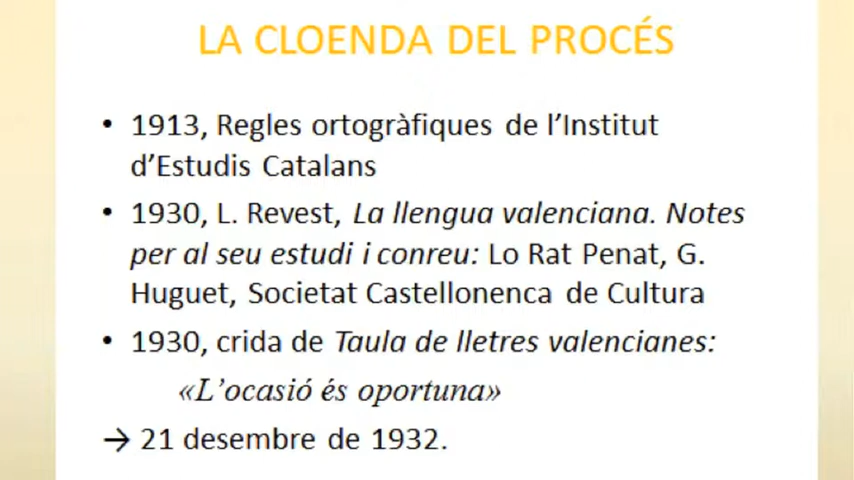 LA CLOENDA DEL PROCÉS
• 1913, Regles ortogràfiques de l’Institut
d’Estudis Catalans
• 1930, L. Revest, La llengua valenciana. Notes
per al seu estudi i conreu: Lo Rat Penat, G.
Huguet, Societat Castellonenca de Cultura
• 1930, crida de Taula de lletres valencianes:
«L’ocasió és oportuna»
→ 21 desembre de 1932.